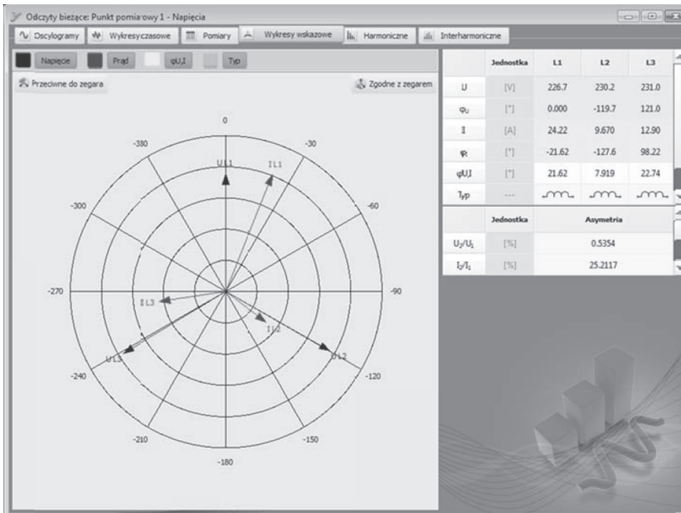 Odczyty bieżące: Punkt pomiarowy 1 - Napięcia
Oscylogramy Wykresy czasowe Pomiary Wykresy wskazowe Harmoniczne Interharmoniczne
Napięcie Prąd φU,I Typ
Przeciwne do zegara Zgodne z zegarem
0
-30
-60
-90
-120
-150
-180
-210
-240
-270
-300
-380
U L1
I L1
I L2
U L2
I L3
U L3
Jednostka L1 L2 L3
U [V] 226.7 230.2 231.0
φU [°] 0.000 -119.7 121.0
I [A] 24.22 9.670 12.90
φI [°] -21.62 -127.6 98.22
φU,I [°] 21.62 7.919 22.74
Typ ---
Jednostka Asymetria
U2/U1 [%] 0.5354
I2/I1 [%] 25.2117